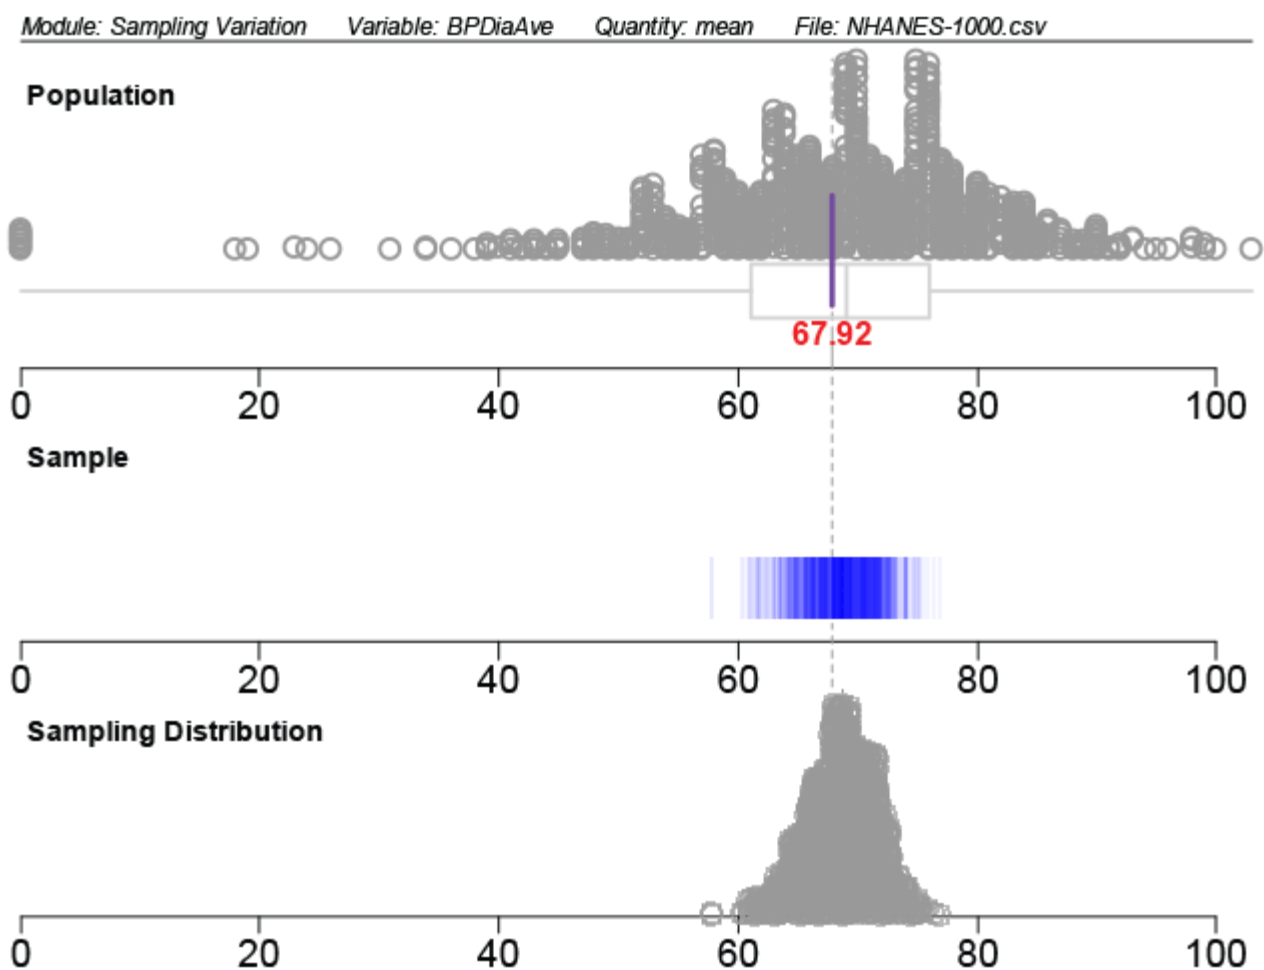 Module: Sampling Variation Variable: BPDiaAve Quantity: mean File: NHANES-1000.csv
Population
67.92
0 20 40 60 80 100
Sample
0 20 40 60 80 100
Sampling Distribution
0 20 40 60 80 100